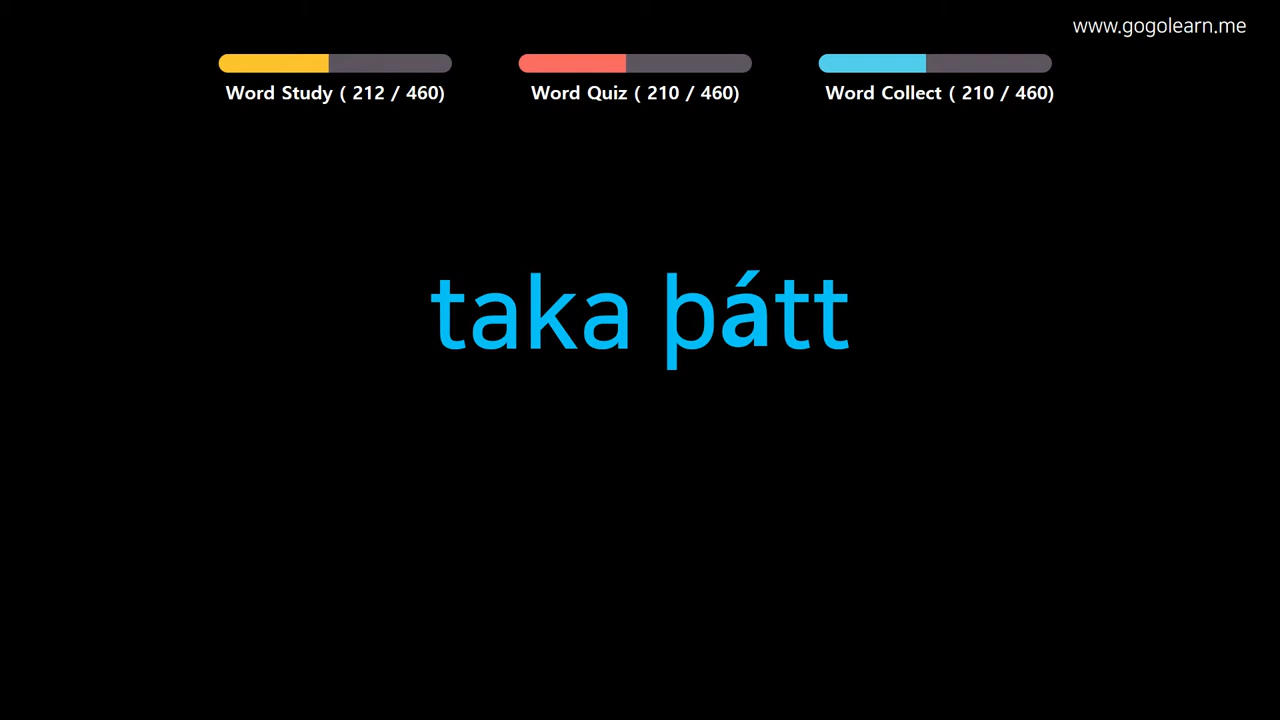 www.gogolearn.me
Word Study ( 212 / 460)
Word Quiz ( 210 / 460)
Word Collect ( 210 / 460)
taka þátt